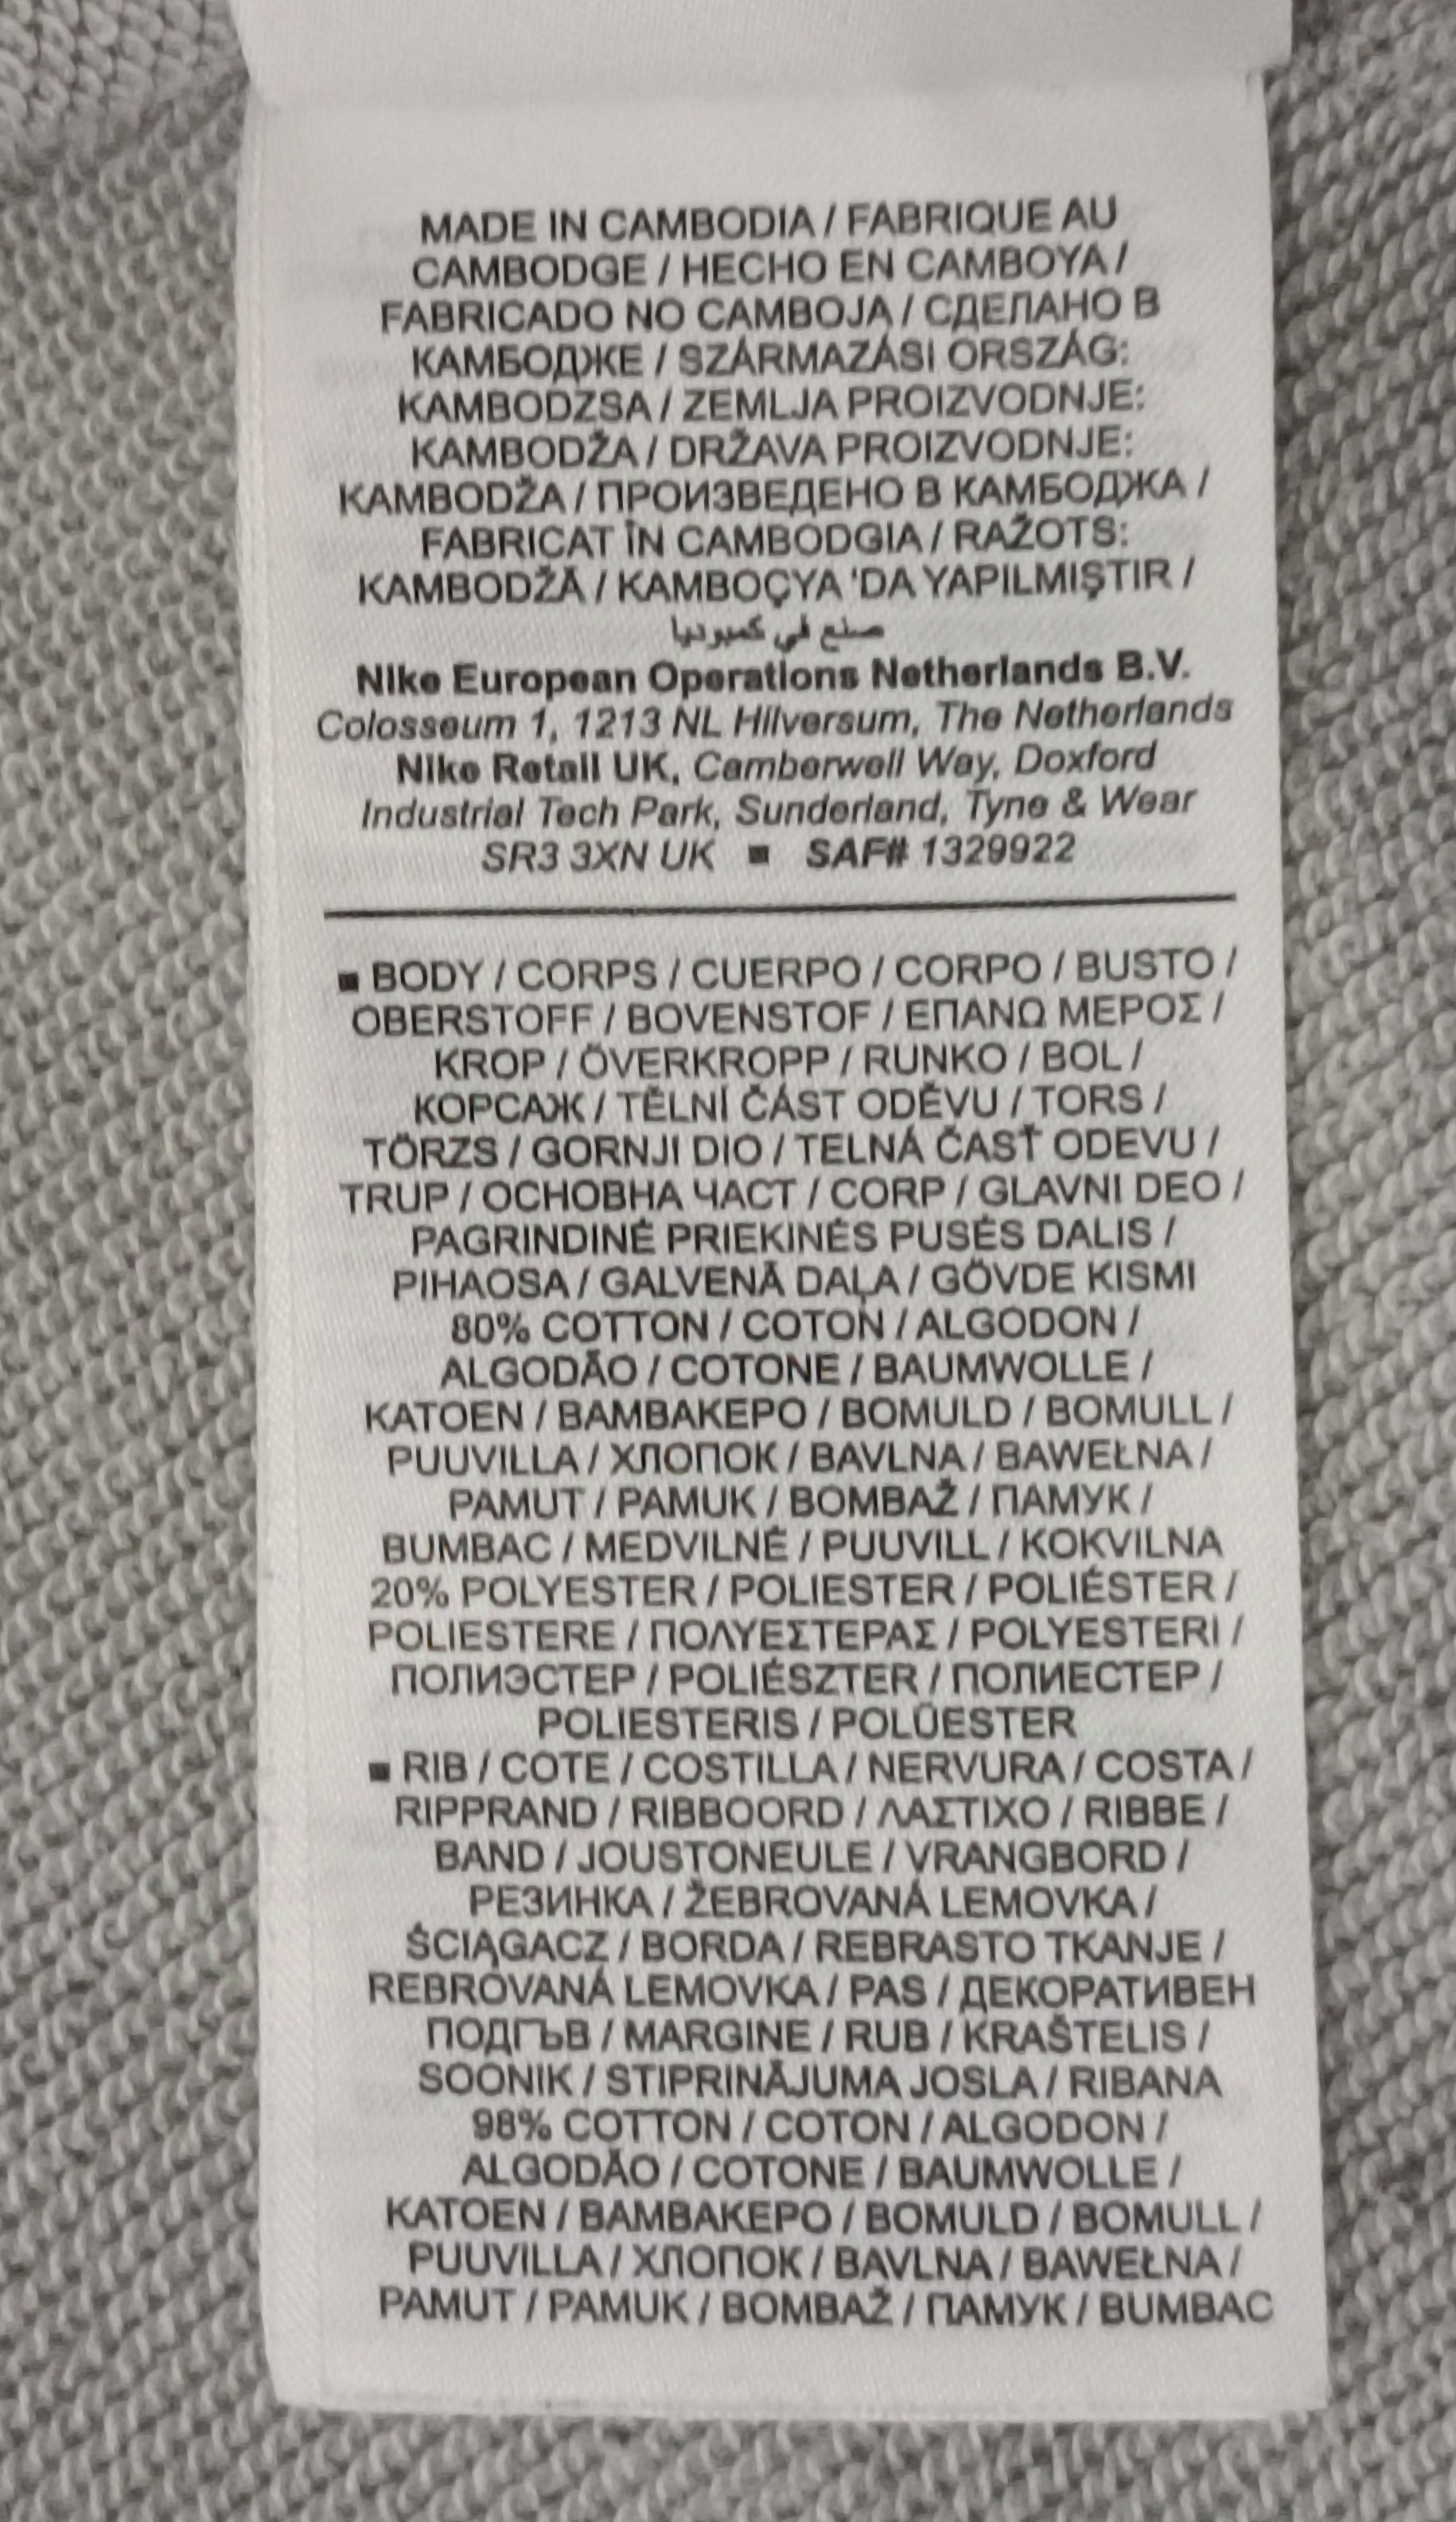 MADE IN CAMBODIA / FABRIQUE AU
CAMBODGE / HECHO EN CAMBOYA /
FABRICADO NO CAMBOJA / СДЕЛАНО В
КАМБОДЖЕ / SZÁRMAZÁSI ORSZÁG:
KAMBODZSA / ZEMLJA PROIZVODNJE:
KAMBODŽA / DRŽAVA PROIZVODNJE:
KAMBODŽA / ПРОИЗВЕДЕНО В КАМБОДЖА /
FABRICAT ÎN CAMBODGIA / RAŽOTS:
KAMBODŽĀ / KAMBOÇYA 'DA YAPILMIŞTIR /
صنع في كمبوديا
Nike European Operations Netherlands B.V.
Colosseum 1, 1213 NL Hilversum, The Netherlands
Nike Retail UK, Camberwell Way, Doxford
Industrial Tech Park, Sunderland, Tyne & Wear
SR3 3XN UK ■ SAF# 1329922
■ BODY / CORPS / CUERPO / CORPO / BUSTO /
OBERSTOFF / BOVENSTOF / ΕΠΑΝΩ ΜΕΡΟΣ /
KROP / ÖVERKROPP / RUNKO / BOL /
КОРСАЖ / TĚLNÍ ČÁST ODĚVU / TORS /
TÖRZS / GORNJI DIO / TELNÁ ČASŤ ODEVU /
TRUP / ОСНОВНА ЧАСТ / CORP / GLAVNI DEO /
PAGRINDINĖ PRIEKINĖS PUSĖS DALIS /
PIHAOSA / GALVENĀ DAĻA / GÖVDE KISMI
80% COTTON / COTON / ALGODON /
ALGODÃO / COTONE / BAUMWOLLE /
KATOEN / ΒΑΜΒΑΚΕΡΟ / BOMULD / BOMULL /
PUUVILLA / ХЛОПОК / BAVLNA / BAWEŁNA /
PAMUT / PAMUK / BOMBAŽ / ПАМУК /
BUMBAC / MEDVILNĖ / PUUVILL / KOKVILNA
20% POLYESTER / POLIESTER / POLIÉSTER /
POLIESTERE / ΠΟΛΥΕΣΤΕΡΑΣ / POLYESTERI /
ПОЛИЭСТЕР / POLIÉSZTER / ПОЛИЕСТЕР /
POLIESTERIS / POLÜESTER
■ RIB / COTE / COSTILLA / NERVURA / COSTA /
RIPPRAND / RIBBOORD / ΛΑΣΤΙΧΟ / RIBBE /
BAND / JOUSTONEULE / VRANGBORD /
РЕЗИНКА / ŽEBROVANÁ LEMOVKA /
ŚCIĄGACZ / BORDA / REBRASTO TKANJE /
REBROVANÁ LEMOVKA / PAS / ДЕКОРАТИВЕН
ПОДГЪВ / MARGINE / RUB / KRAŠTELIS /
SOONIK / STIPRINĀJUMA JOSLA / RIBANA
98% COTTON / COTON / ALGODON /
ALGODÃO / COTONE / BAUMWOLLE /
KATOEN / ΒΑΜΒΑΚΕΡΟ / BOMULD / BOMULL /
PUUVILLA / ХЛОПОК / BAVLNA / BAWEŁNA /
PAMUT / PAMUK / BOMBAŽ / ПАМУК / BUMBAC